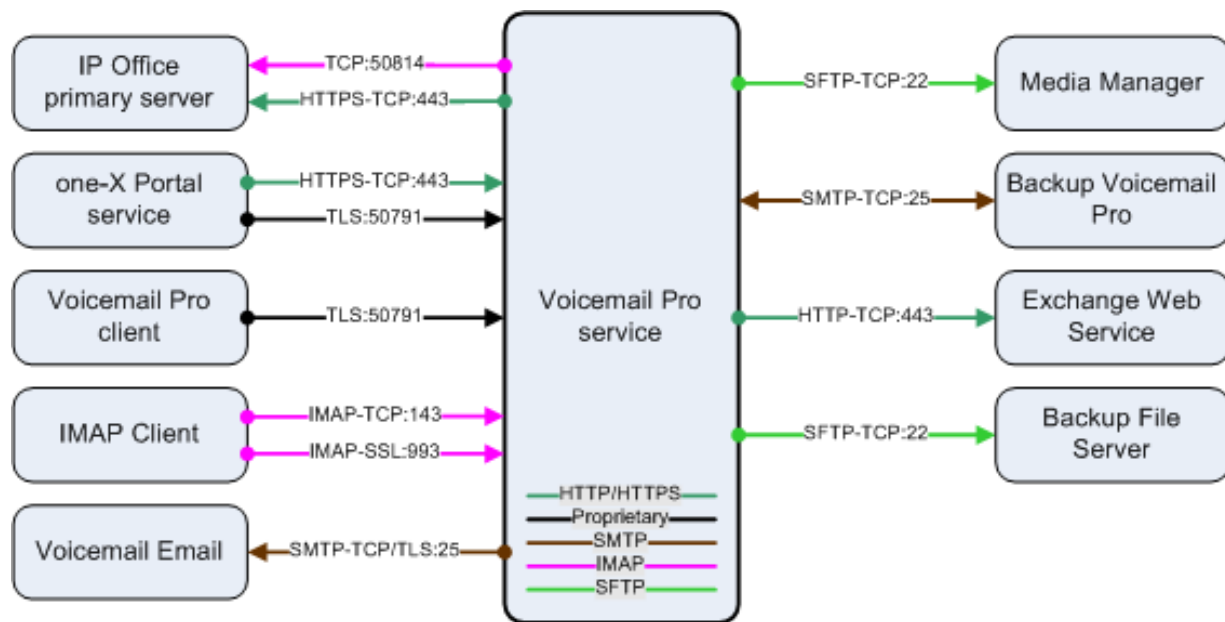 IP Office
primary server
TCP:50814
HTTPS-TCP:443
one-X Portal
service
HTTPS-TCP:443
TLS:50791
Voicemail Pro
client
TLS:50791
IMAP Client
IMAP-TCP:143
IMAP-SSL:993
Voicemail Email
SMTP-TCP/TLS:25
Voicemail Pro
service
HTTP/HTTPS
Proprietary
SMTP
IMAP
SFTP
SFTP-TCP:22
Media Manager
SMTP-TCP:25
Backup Voicemail
Pro
HTTP-TCP:443
Exchange Web
Service
SFTP-TCP:22
Backup File
Server